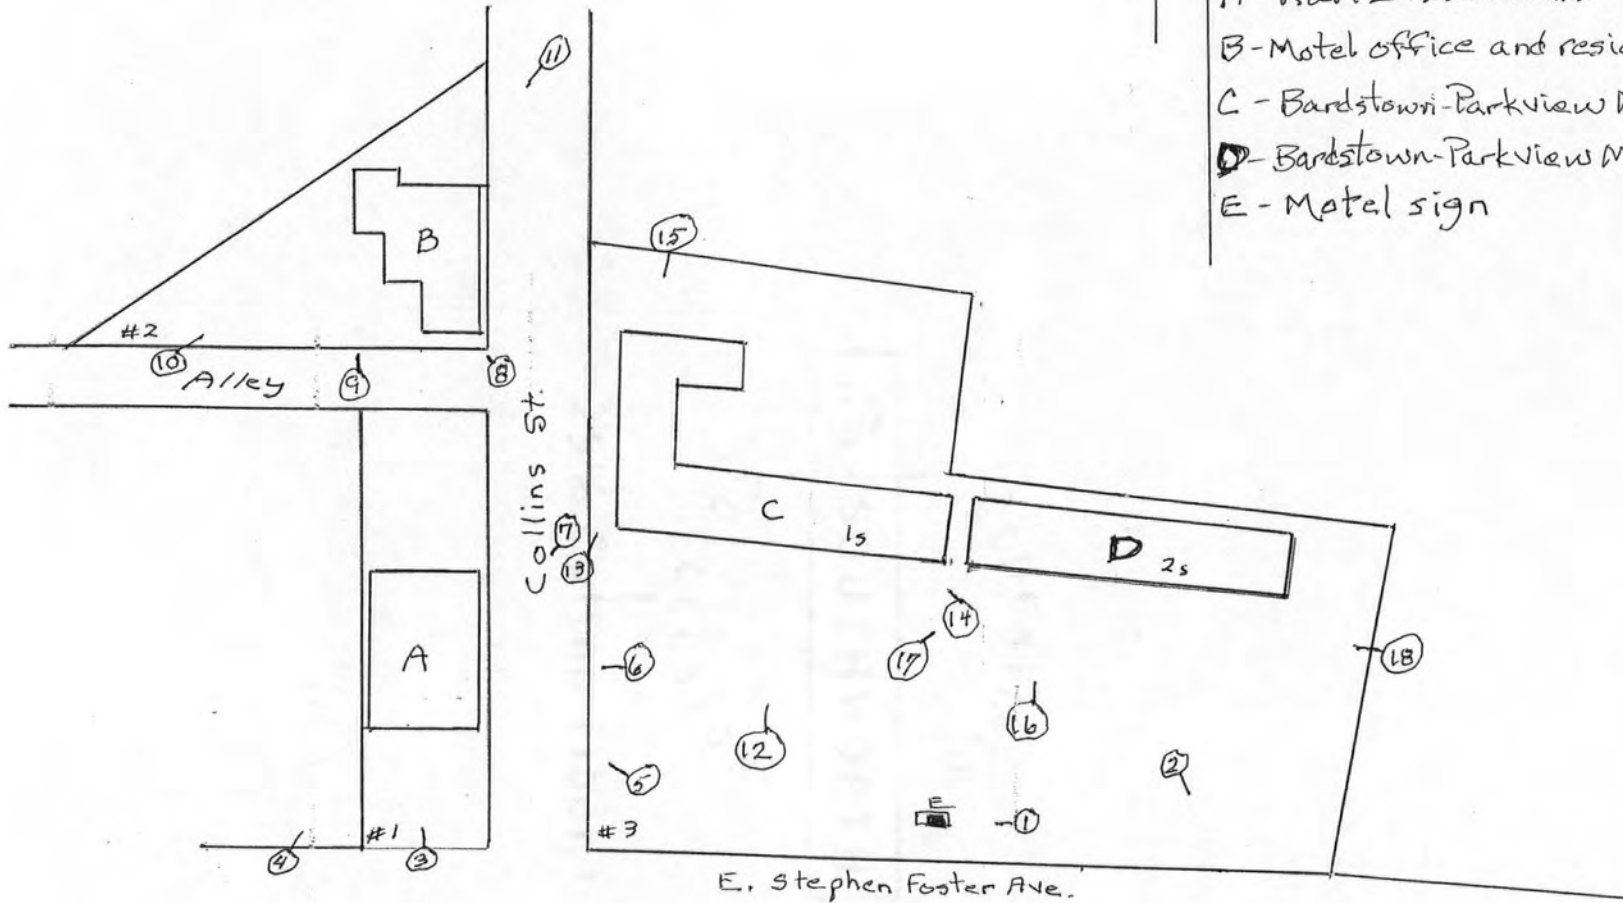 B - Motel office and
C - Bardstown-Parkview
D - Bardstown-Parkview
E - Motel sign
11
B
15
#2
10
Alley
9
8
Collins St.
C
1s
D
2s
7
13
A
14
17
6
18
16
12
5
2
E
1
#1
4
3
#3
E. Stephen Foster Ave.